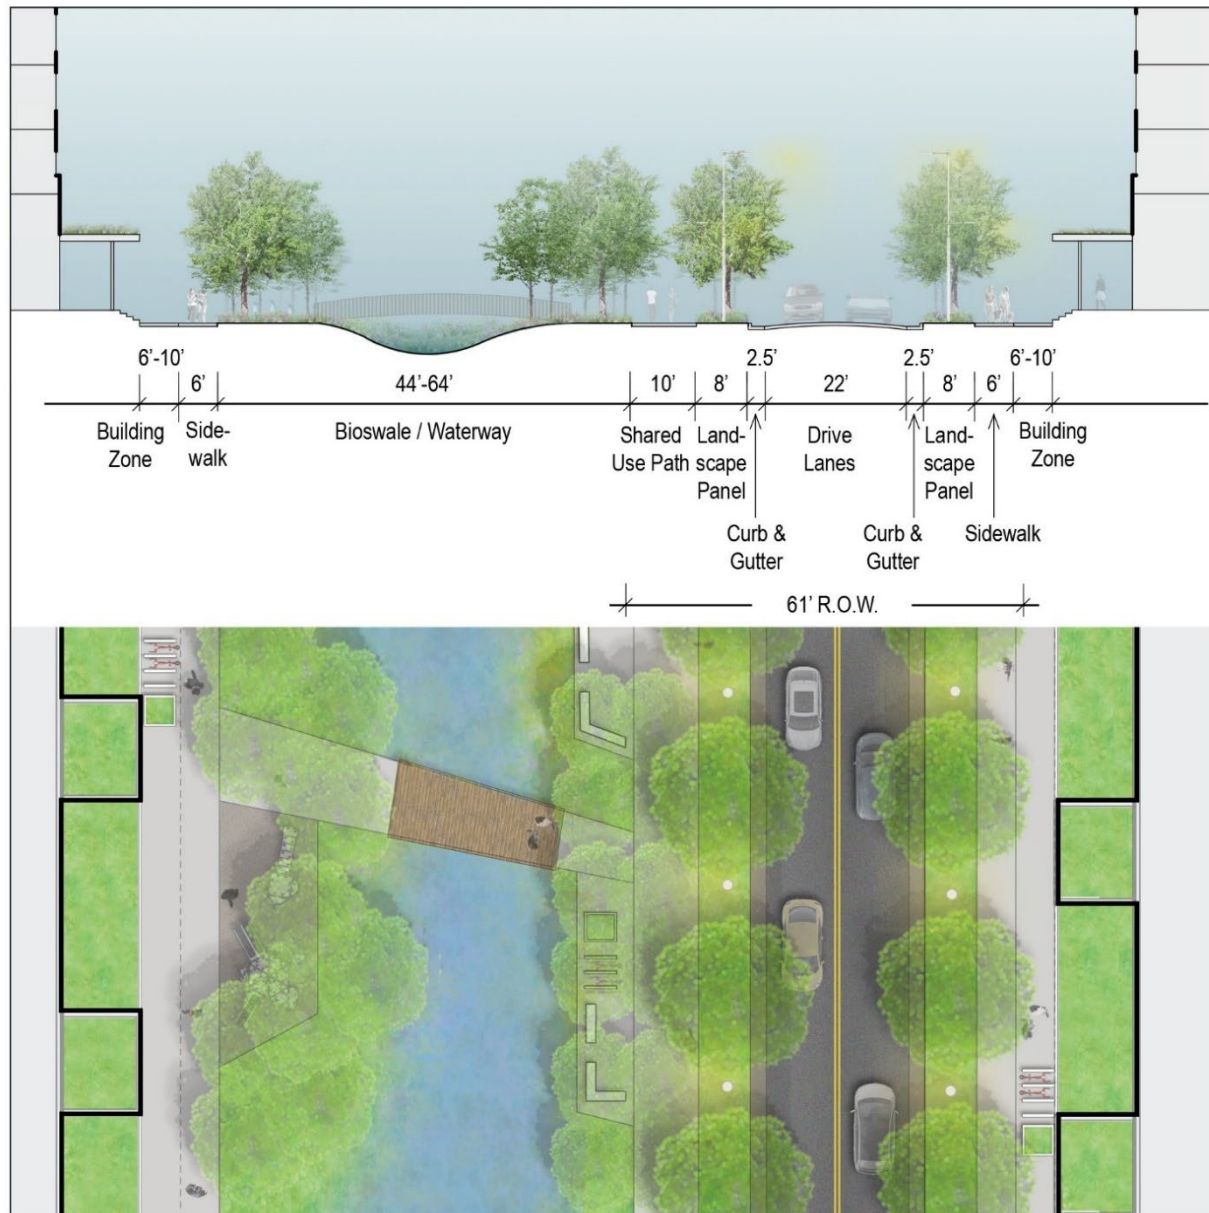 6’-10’
2.5’
2.5’
6’-10’
6’
44’-64’
10’
8’
22’
8’
6’
Building
Zone
Side-
walk
Bioswale / Waterway
Shared
Use Path
Land-
scape
Panel
Drive
Lanes
Land-
scape
Panel
Building
Zone
Curb &
Gutter
Curb &
Gutter
Sidewalk
61’ R.O.W.